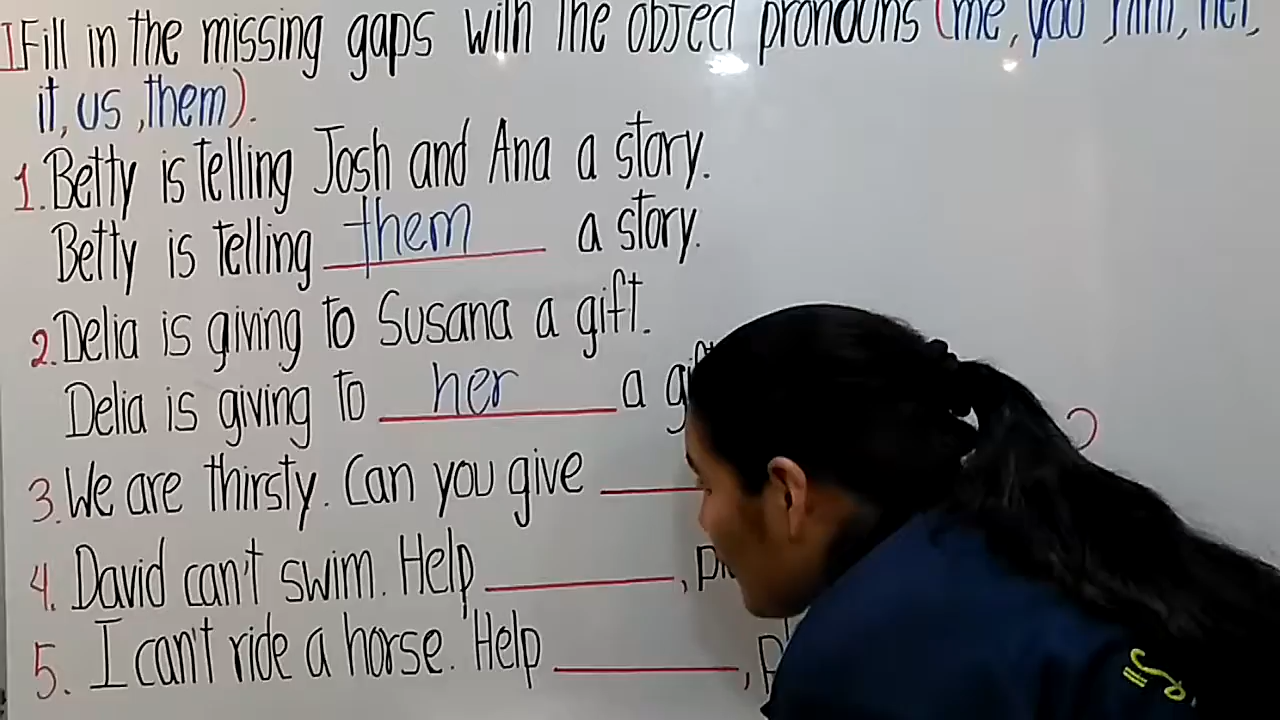 I Fill in the missing gaps with the object pronouns (me, you, him, her,
it, us, them).
1. Betty is telling Josh and Ana a story.
Betty is telling them a story.
2. Delia is giving to Susana a gift.
Delia is giving to her a
3. We are thirsty. Can you give ?
4. David can't swim. Help ,
5. I can't ride a horse. Help ,